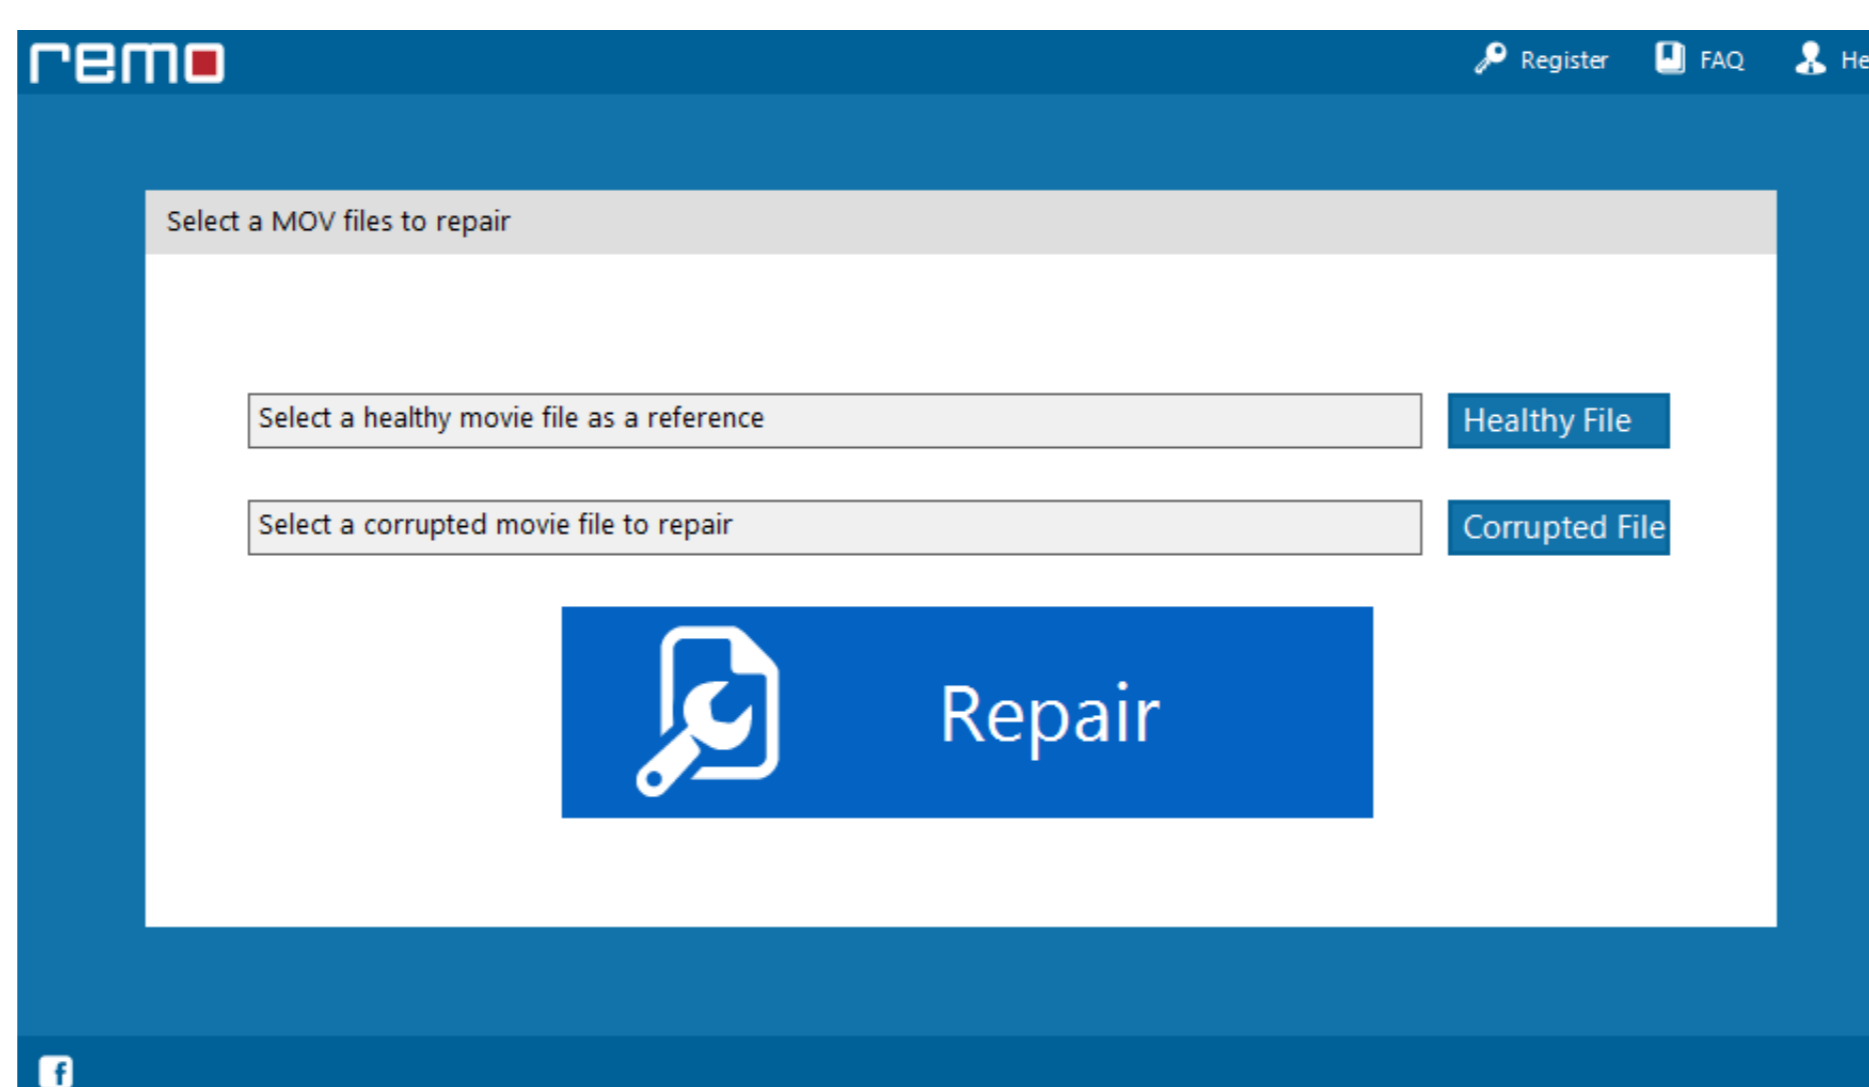 remo
Register FAQ He
Select a MOV files to repair
Select a healthy movie file as a reference Healthy File
Select a corrupted movie file to repair Corrupted File
Repair
f